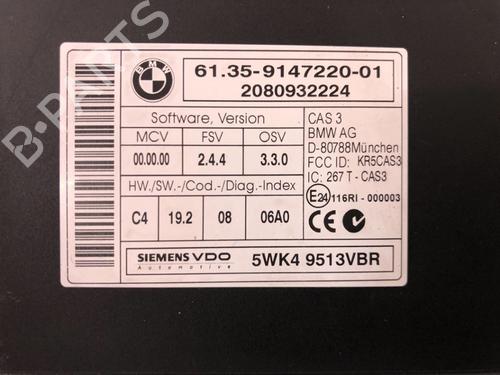 BMW
61.35-9147220-01
2080932224
Software, Version
MCV FSV OSV
00.00.00 2.4.4 3.3.0
HW./SW.-/Cod.-/Diag.-Index
C4 19.2 08 06A0
CAS 3
BMW AG
D-80788München
FCC ID: KR5CAS3
IC: 267 T - CAS3
E24 116RI - 000003
CE
SIEMENS VDO
Automotive
5WK4 9513VBR
B-PARTS